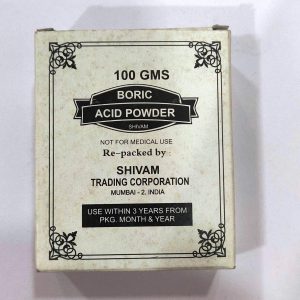 100 GMS
BORIC
ACID POWDER
SHIVAM
NOT FOR MEDICAL USE
Re-packed by :
SHIVAM
TRADING CORPORATION
MUMBAI - 2, INDIA
USE WITHIN 3 YEARS FROM
PKG. MONTH & YEAR